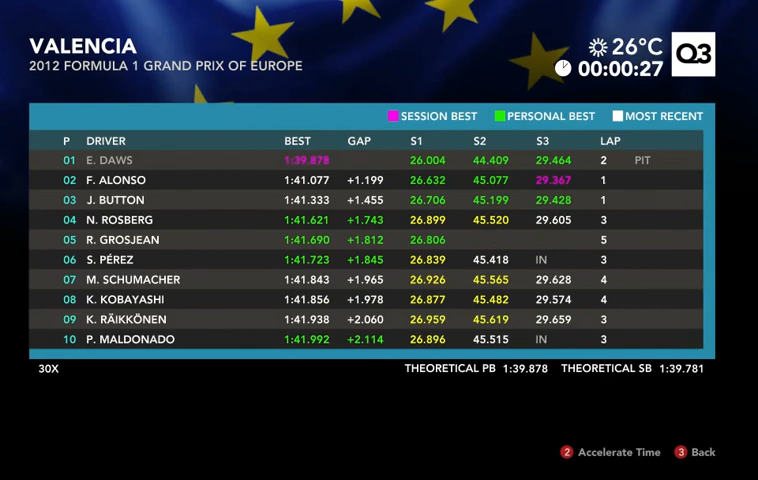 VALENCIA
2012 FORMULA 1 GRAND PRIX OF EUROPE
26°C
00:00:27
Q3
SESSION BEST PERSONAL BEST MOST RECENT
P DRIVER BEST GAP S1 S2 S3 LAP
01 E. DAWS 1:39.878 26.004 44.409 29.464 2 PIT
02 F. ALONSO 1:41.077 +1.199 26.632 45.077 29.367 1
03 J. BUTTON 1:41.333 +1.455 26.706 45.199 29.428 1
04 N. ROSBERG 1:41.621 +1.743 26.899 45.520 29.605 3
05 R. GROSJEAN 1:41.690 +1.812 26.806 5
06 S. PÉREZ 1:41.723 +1.845 26.839 45.418 IN 3
07 M. SCHUMACHER 1:41.843 +1.965 26.926 45.565 29.628 4
08 K. KOBAYASHI 1:41.856 +1.978 26.877 45.482 29.574 4
09 K. RÄIKKÖNEN 1:41.938 +2.060 26.959 45.619 29.659 3
10 P. MALDONADO 1:41.992 +2.114 26.896 45.515 IN 3
30X THEORETICAL PB 1:39.878 THEORETICAL SB 1:39.781
2 Accelerate Time 3 Back